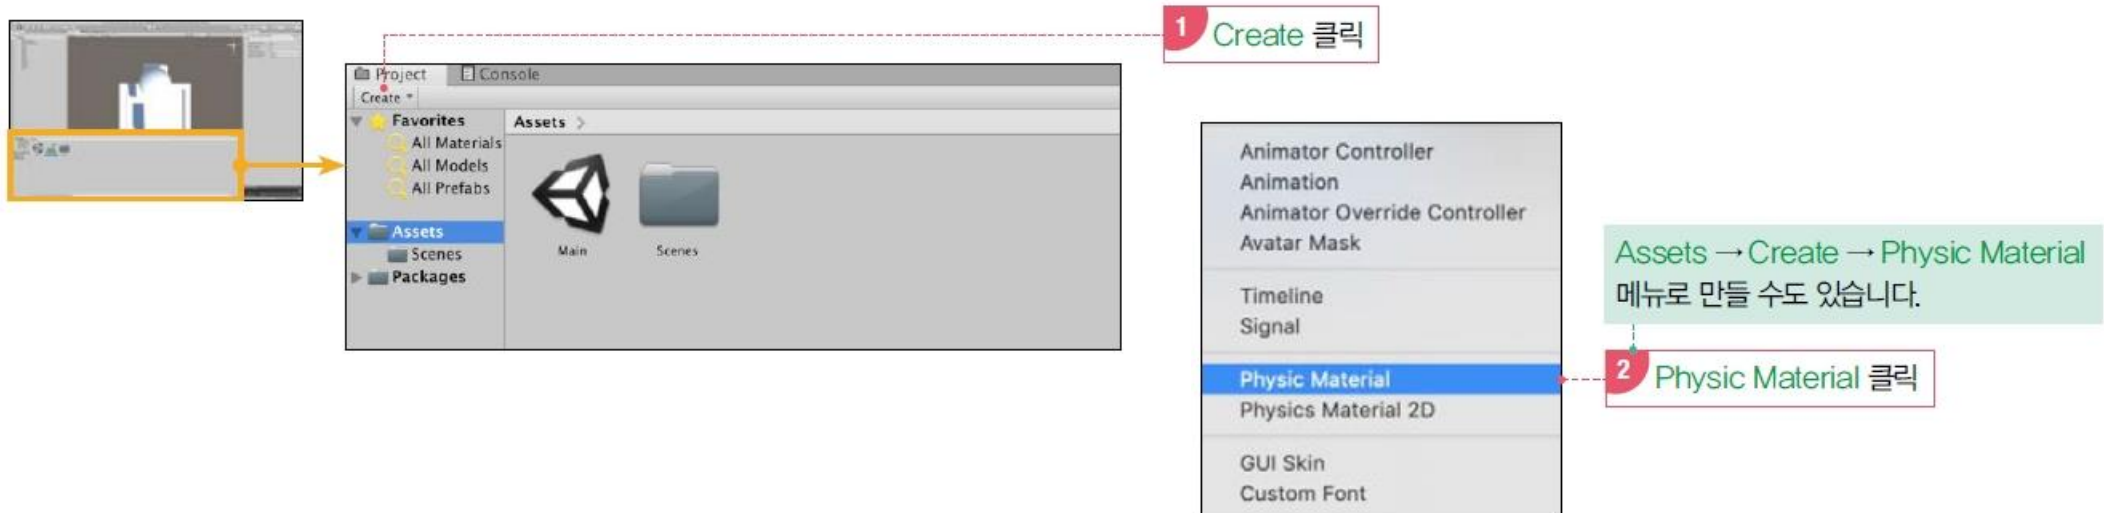 1 Create 클릭
Project Console
Create
Favorites
All Materials
All Models
All Prefabs
Assets
Scenes
Packages
Assets >
Main Scenes
Animator Controller
Animation
Animator Override Controller
Avatar Mask
Timeline
Signal
Physic Material
Physics Material 2D
GUI Skin
Custom Font
Assets → Create → Physic Material
메뉴로 만들 수도 있습니다.
2 Physic Material 클릭